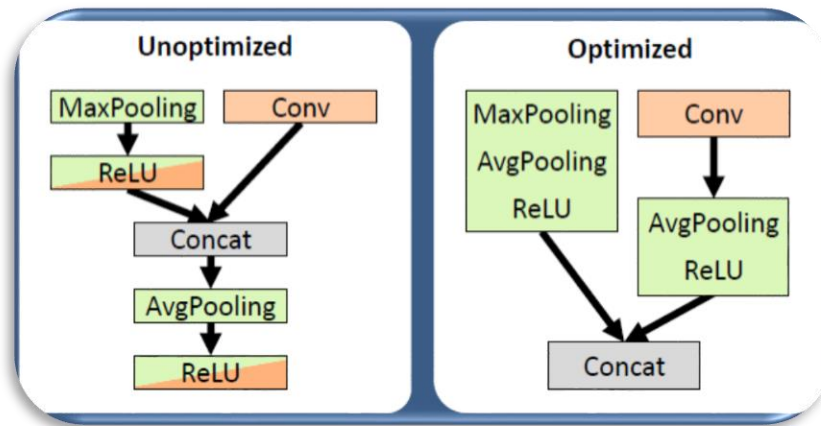 Unoptimized
MaxPooling
Conv
ReLU
Concat
AvgPooling
ReLU
Optimized
MaxPooling
AvgPooling
ReLU
Conv
AvgPooling
ReLU
Concat